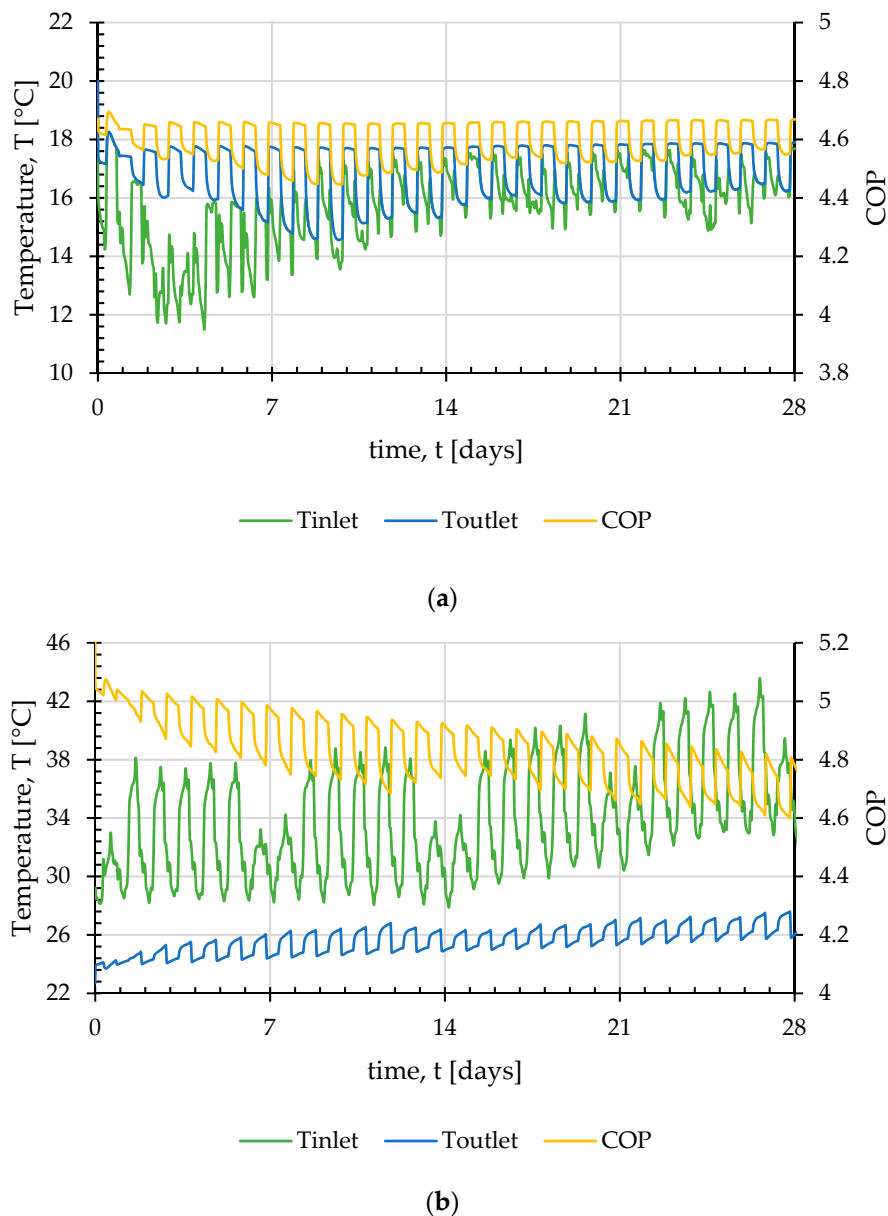 22
20
18
16
14
12
10
Temperature, T [°C]
5
4.8
4.6
4.4
4.2
4
3.8
COP
0 7 14 21 28
time, t [days]
Tinlet Toutlet COP
(a)
46
42
38
34
30
26
22
Temperature, T [°C]
5.2
5
4.8
4.6
4.4
4.2
4
COP
0 7 14 21 28
time, t [days]
Tinlet Toutlet COP
(b)